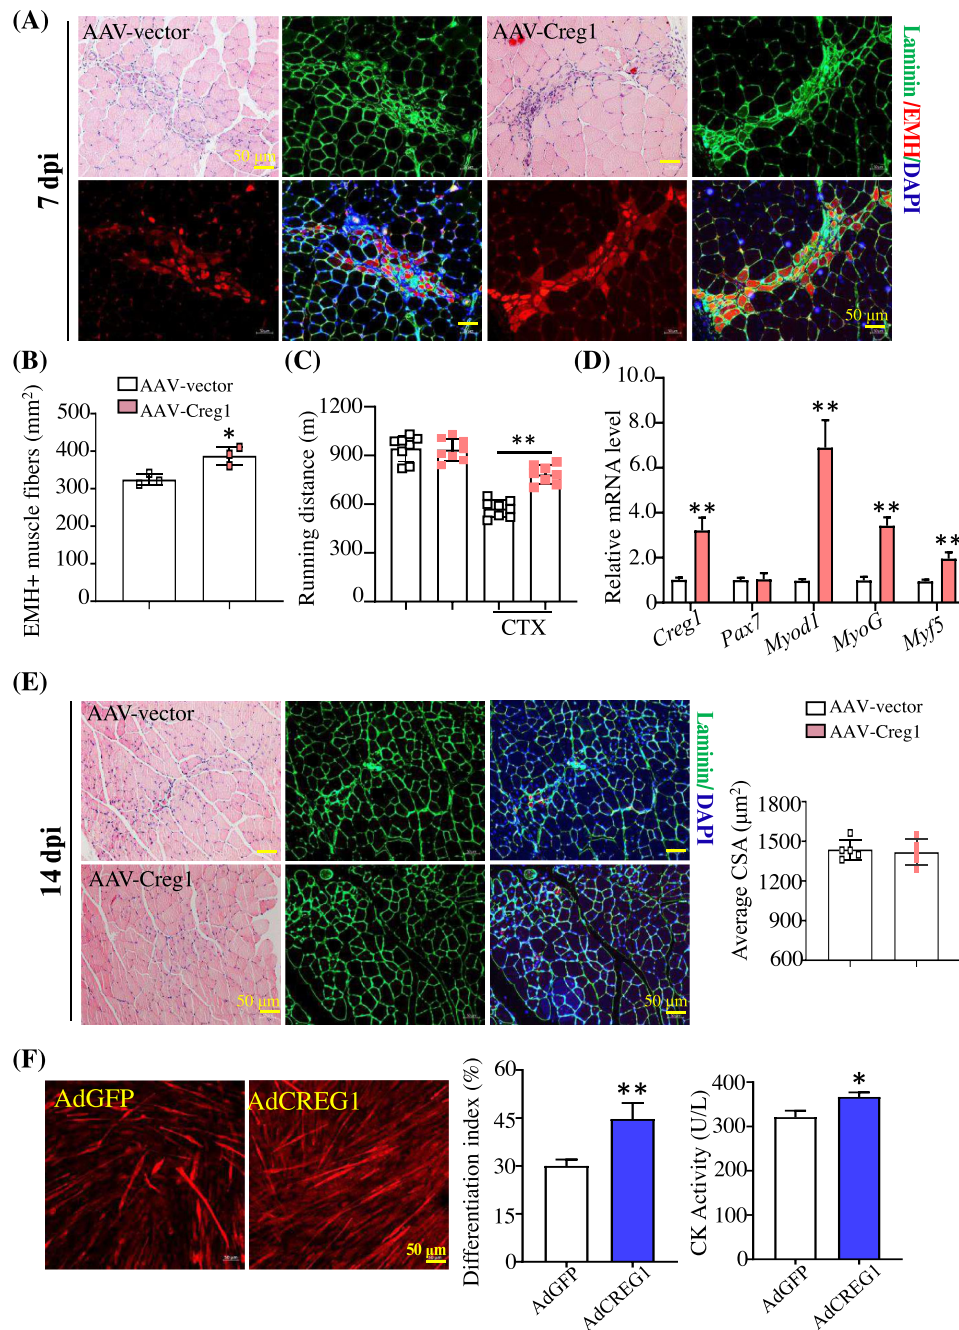 (A)
AAV-vector
AAV-Creg1
50 μm
7 dpi
Laminin /EMH/DAPI
50 μm
(B)
AAV-vector
AAV-Creg1
EMH+ muscle fibers (mm²)
500
400
300
200
100
0
*
(C)
Running distance (m)
1200
900
600
300
0
**
CTX
(D)
Relative mRNA level
10.0
8.0
6.0
4.0
2.0
0
**
**
**
**
Creg1
Pax7
Myod1
MyoG
Myf5
(E)
14 dpi
AAV-vector
AAV-Creg1
50 μm
50 μm
Laminin/ DAPI
AAV-vector
AAV-Creg1
Average CSA (μm²)
1800
1500
1200
900
600
(F)
AdGFP
AdCREG1
50 μm
Differentiation index (%)
60
45
30
15
0
**
AdGFP
AdCREG1
CK Activity (U/L)
400
300
200
100
0
*
AdGFP
AdCREG1